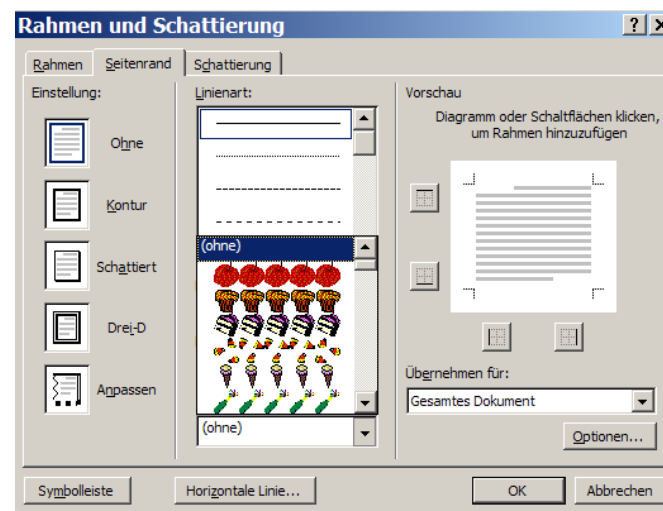 Rahmen und Schattierung
Rahmen Seitenrand Schattierung
Einstellung:
Ohne
Kontur
Schattiert
Drei-D
Anpassen
Linienart:
(ohne)
(ohne)
Vorschau
Diagramm oder Schaltflächen klicken,
um Rahmen hinzuzufügen
Übernehmen für:
Gesamtes Dokument
Optionen...
Symbolleiste
Horizontale Linie...
OK
Abbrechen